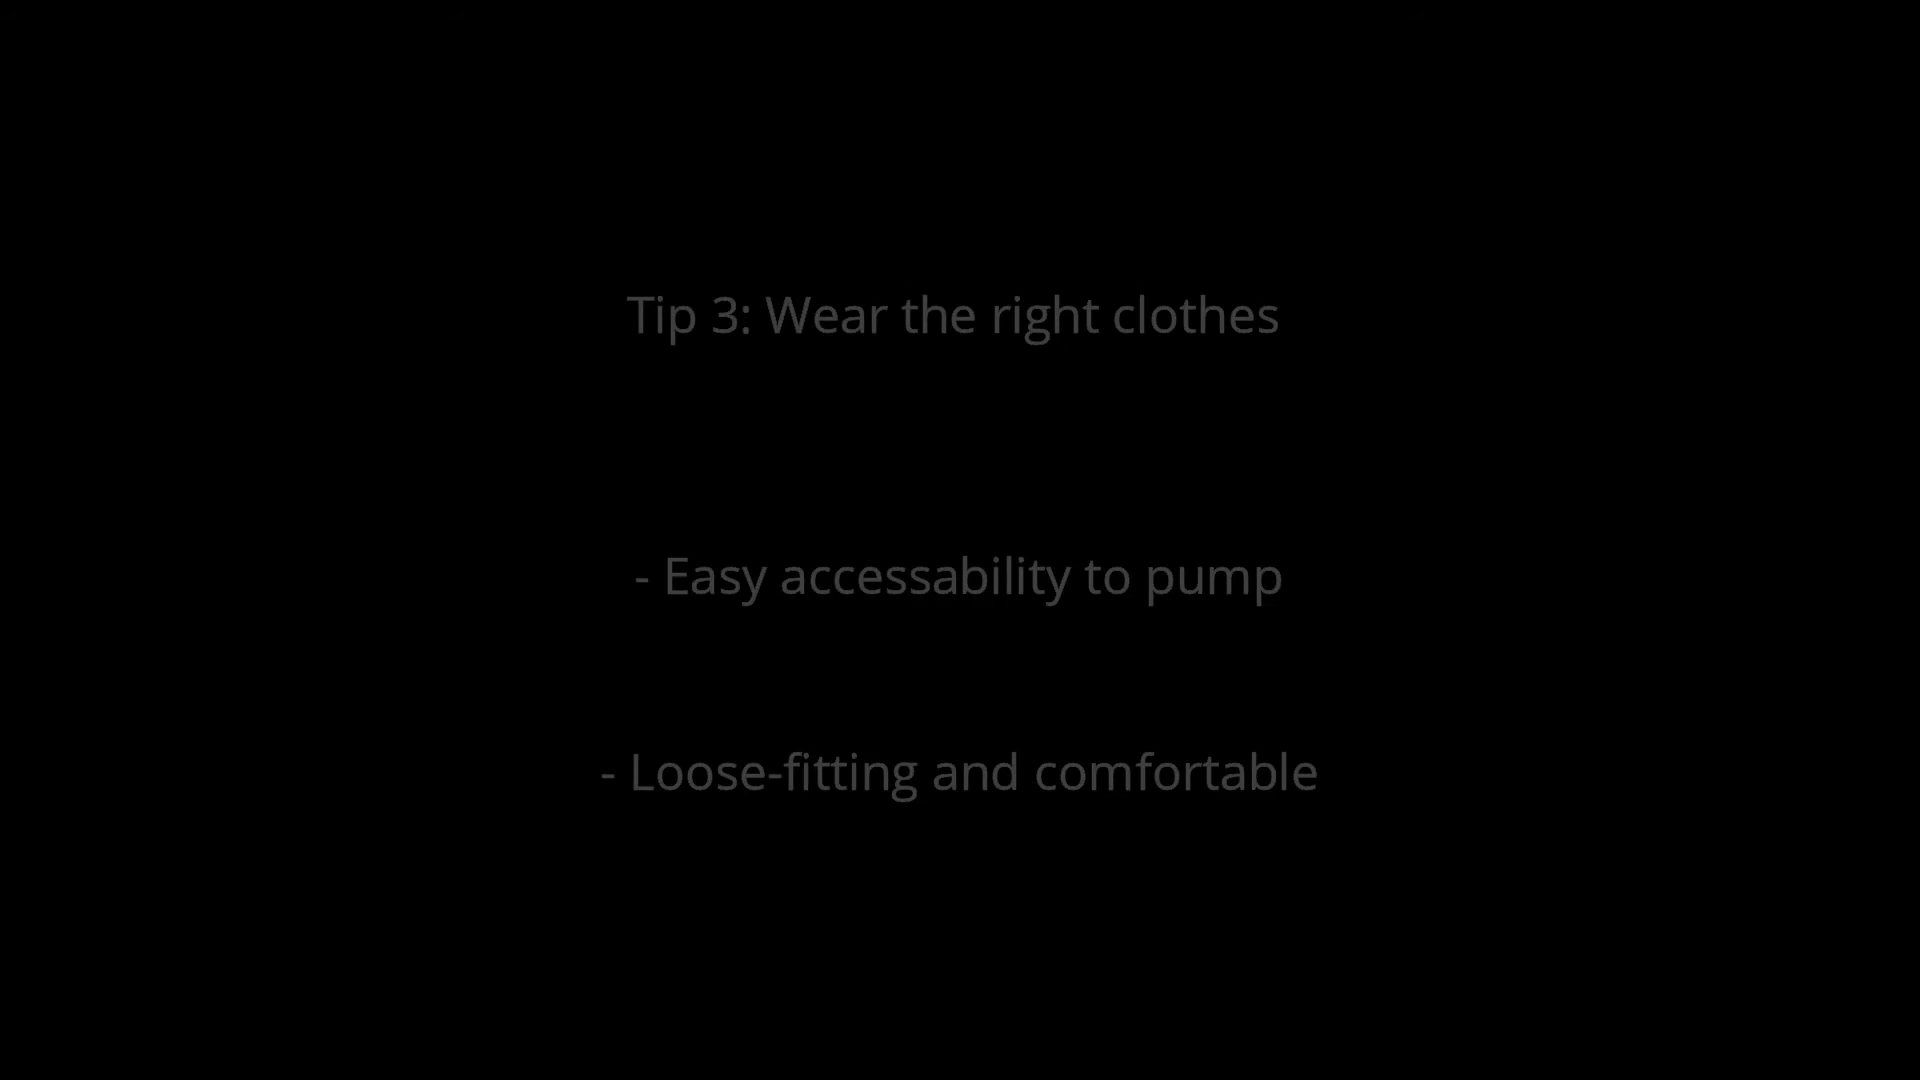 Tip 3: Wear the right clothes
- Easy accessability to pump
- Loose-fitting and comfortable